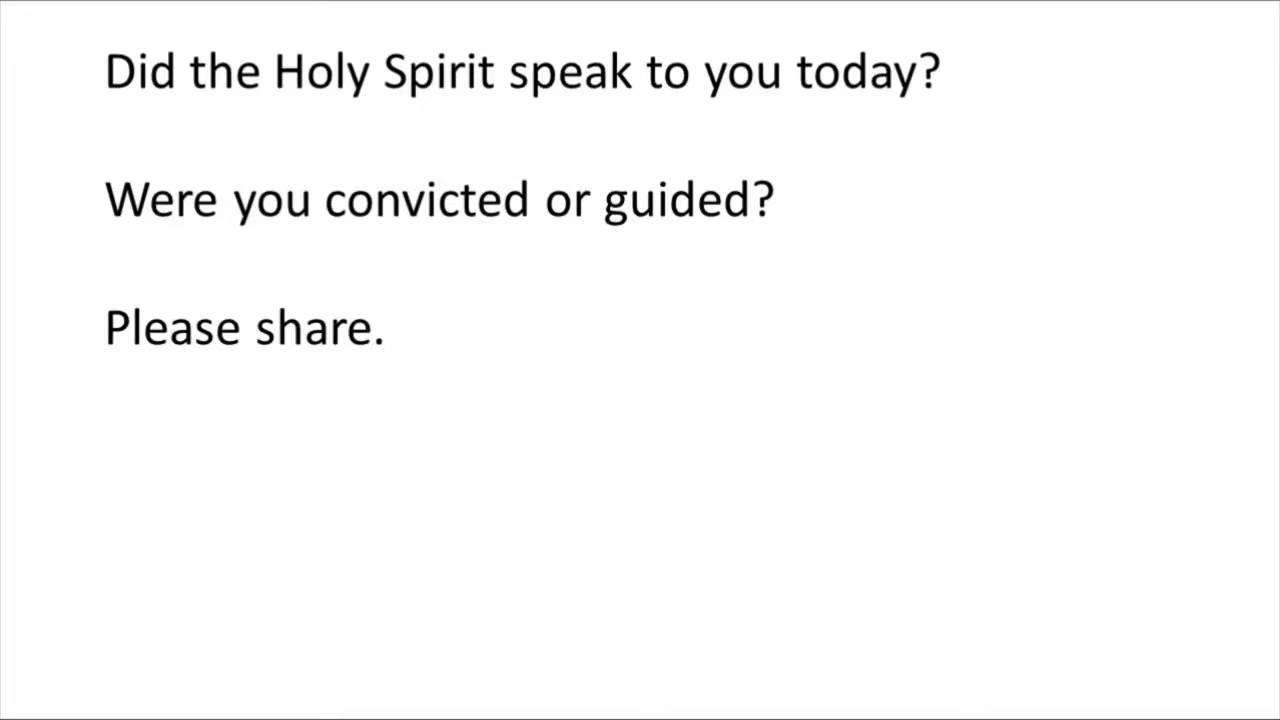 Did the Holy Spirit speak to you today?
Were you convicted or guided?
Please share.